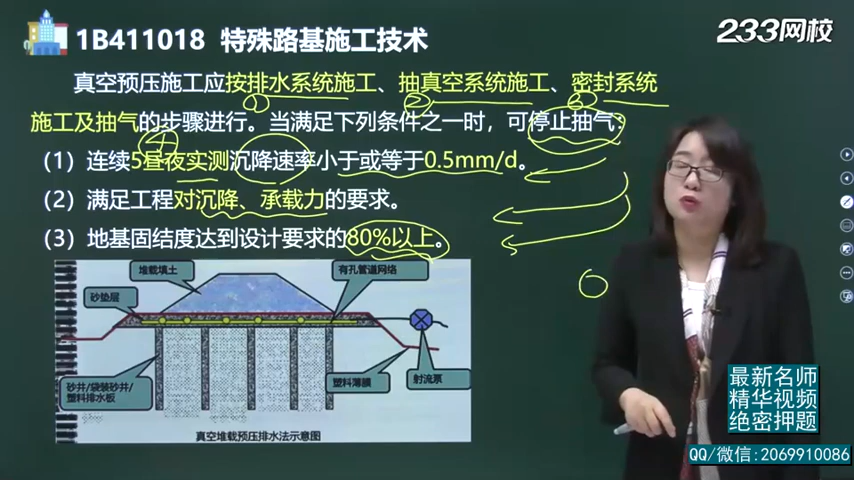 1B411018 特殊路基施工技术
233网校
真空预压施工应按排水系统施工、抽真空系统施工、密封系统
施工及抽气的步骤进行。当满足下列条件之一时，可停止抽气：
（1）连续5昼夜实测沉降速率小于或等于0.5mm/d。
（2）满足工程对沉降、承载力的要求。
（3）地基固结度达到设计要求的80%以上。
堆载填土
有孔管道网络
砂垫层
砂井/袋装砂井/
塑料排水板
塑料薄膜
射流泵
真空堆载预压排水法示意图
最新名师
精华视频
绝密押题
QQ/微信:2069910086